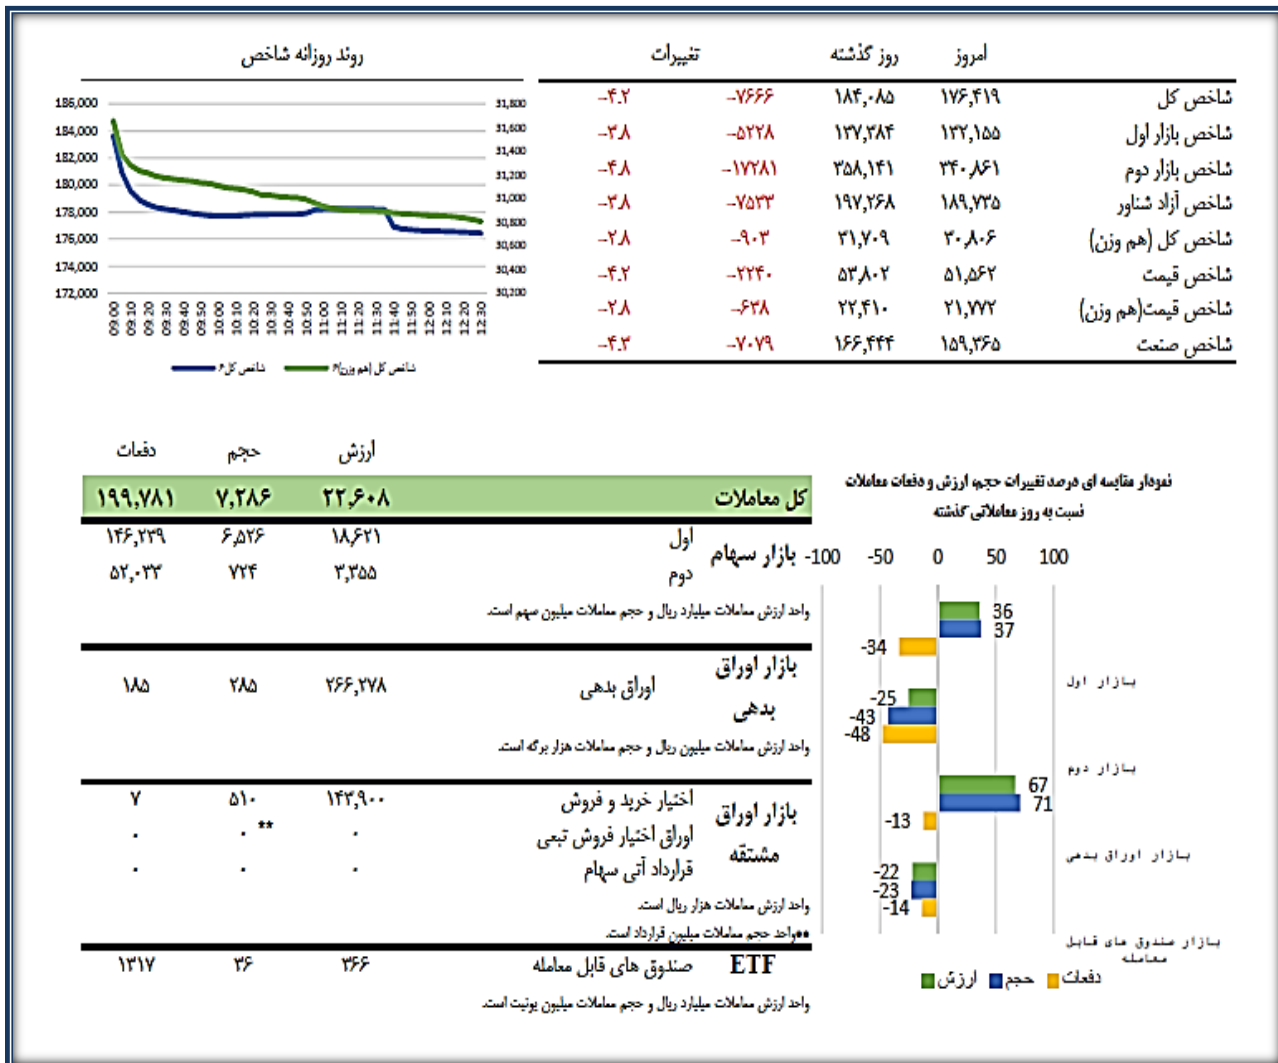 امروز روز گذشته تغییرات
شاخص کل ۱۷۶,۴۱۹ ۱۸۴,۰۸۵ -۷۶۶۶ -۴.۲
شاخص بازار اول ۱۳۲,۱۵۵ ۱۳۷,۳۸۴ -۵۲۲۸ -۳.۸
شاخص بازار دوم ۳۴۰,۸۶۱ ۳۵۸,۱۴۱ -۱۷۲۸۱ -۴.۸
شاخص آزاد شناور ۱۸۹,۷۳۵ ۱۹۷,۲۶۸ -۷۵۳۳ -۳.۸
شاخص کل (هم وزن) ۳۰,۸۰۶ ۳۱,۷۰۹ -۹۰۳ -۲.۸
شاخص قیمت ۵۱,۵۶۲ ۵۳,۸۰۲ -۲۲۴۰ -۴.۲
شاخص قیمت(هم وزن) ۲۱,۷۷۲ ۲۲,۴۱۰ -۶۳۸ -۲.۸
شاخص صنعت ۱۵۹,۳۶۵ ۱۶۶,۴۴۴ -۷۰۷۹ -۴.۳
روند روزانه شاخص
186,000 31,800
184,000 31,600
182,000 31,400
180,000 31,200
178,000 31,000
176,000 30,800
174,000 30,600
172,000 30,400
30,200
09:00 09:10 09:20 09:30 09:40 09:50 10:00 10:10 10:20 10:30 10:40 10:50 11:00 11:10 11:20 11:30 11:40 11:50 12:00 12:10 12:20 12:30
شاخص کل۶ شاخص کل (هم وزن)۶
ارزش حجم دفعات
کل معاملات ۲۲,۶۰۸ ۷,۲۸۶ ۱۹۹,۷۸۱
بازار سهام
اول ۱۸,۶۲۱ ۶,۵۲۶ ۱۴۶,۲۳۹
دوم ۳,۳۵۵ ۷۲۴ ۵۲,۰۳۳
واحد ارزش معاملات میلیارد ریال و حجم معاملات میلیون سهم است.
بازار اوراق بدهی
اوراق بدهی ۲۶۶,۲۷۸ ۲۸۵ ۱۸۵
واحد ارزش معاملات میلیون ریال و حجم معاملات هزار برگه است.
بازار اوراق مشتقه
اختیار خرید و فروش ۱۴۳,۹۰۰ ۵۱۰ ۷
اوراق اختیار فروش تبعی ۰ ۰** ۰
قرارداد آتی سهام ۰ ۰ ۰
واحد ارزش معاملات هزار ریال است.
**واحد حجم معاملات میلیون قرارداد است.
ETF صندوق های قابل معامله ۳۶۶ ۳۶ ۱۳۱۷
واحد ارزش معاملات میلیارد ریال و حجم معاملات میلیون یونیت است.
نمودار مقایسه ای درصد تغییرات حجم، ارزش و دفعات معاملات
نسبت به روز معاملاتی گذشته
-100 -50 0 50 100
36
37
-34
بازار اول
-25
-43
-48
بازار دوم
67
71
-13
بازار اوراق بدهی
-22
-23
-14
بازار صندوق های قابل
معامله
ارزش حجم دفعات